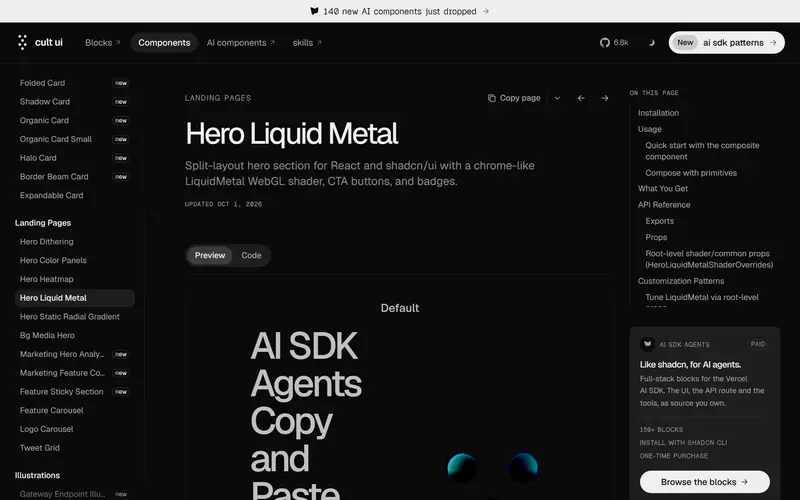 140 new AI components just dropped →
cult ui
Blocks ↗
Components
AI components ↗
skills ↗
6.8k
New ai sdk patterns →
Folded Card new
Shadow Card new
Organic Card new
Organic Card Small new
Halo Card new
Border Beam Card new
Expandable Card
Landing Pages
Hero Dithering
Hero Color Panels
Hero Heatmap
Hero Liquid Metal
Hero Static Radial Gradient
Bg Media Hero
Marketing Hero Analy... new
Marketing Feature Co... new
Feature Sticky Section new
Feature Carousel
Logo Carousel
Tweet Grid
Illustrations
Gateway Endpoint Illu... new
LANDING PAGES
Copy page
← →
Hero Liquid Metal
Split-layout hero section for React and shadcn/ui with a chrome-like
LiquidMetal WebGL shader, CTA buttons, and badges.
UPDATED OCT 1, 2026
Preview
Code
Default
AI SDK
Agents
Copy
and
Paste
ON THIS PAGE
Installation
Usage
Quick start with the composite
component
Compose with primitives
What You Get
API Reference
Exports
Props
Root-level shader/common props
(HeroLiquidMetalShaderOverrides)
Customization Patterns
Tune LiquidMetal via root-level
props
AI SDK AGENTS PAID
Like shadcn, for AI agents.
Full-stack blocks for the Vercel
AI SDK. The UI, the API route and the
tools, as source you own.
150+ BLOCKS
INSTALL WITH SHADCN CLI
ONE-TIME PURCHASE
Browse the blocks →